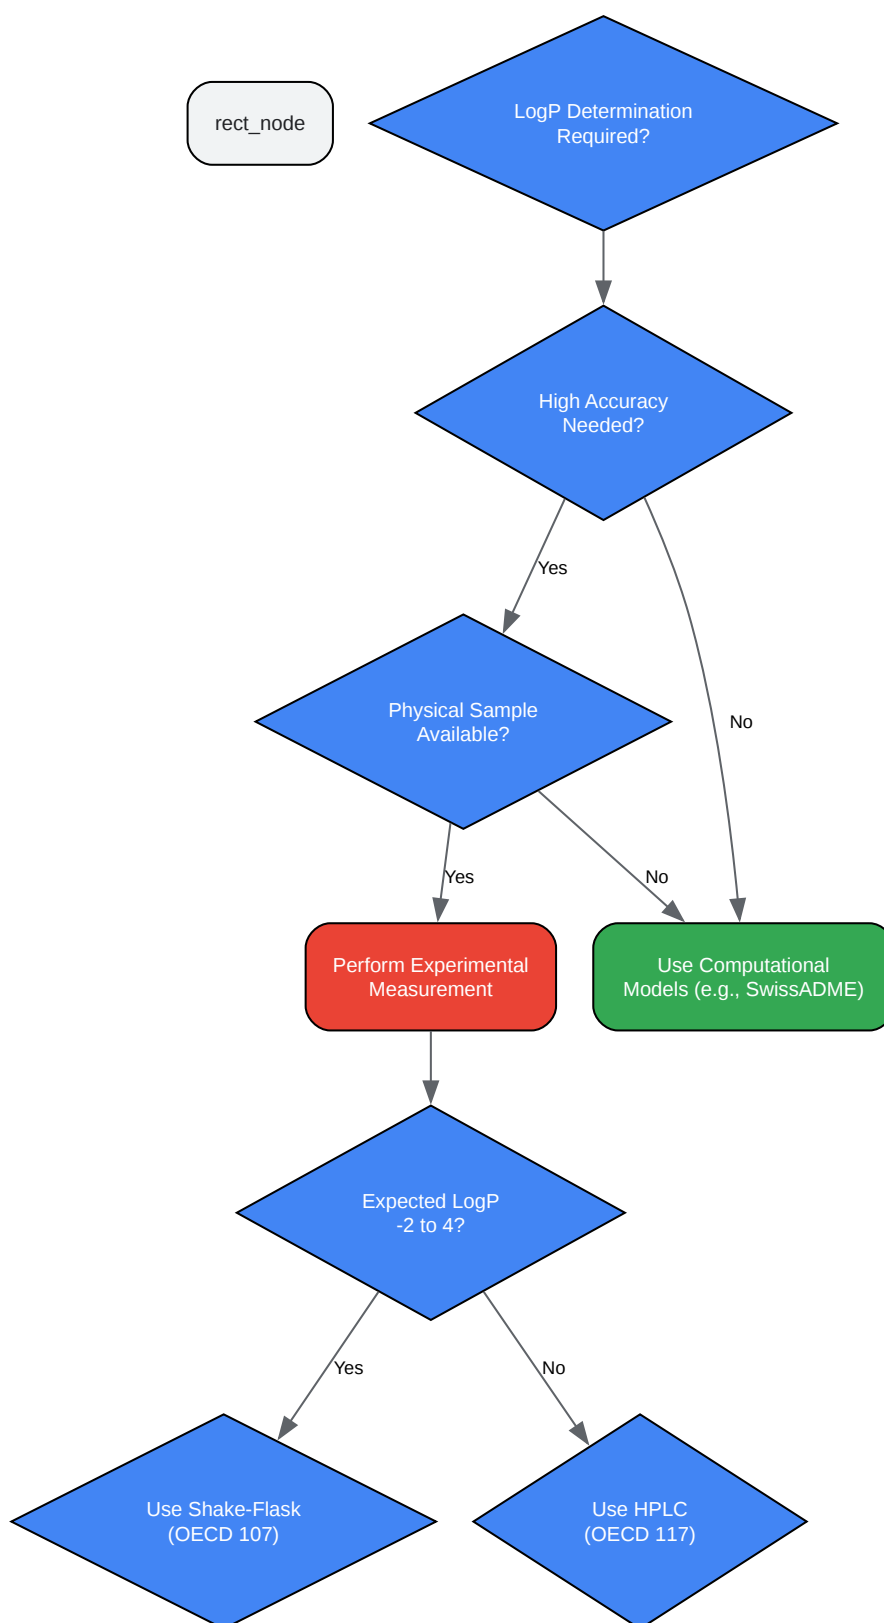 rect_node
LogP Determination
Required?
High Accuracy
Needed?
Yes
Physical Sample
Available?
No
Yes
No
Perform Experimental
Measurement
Use Computational
Models (e.g., SwissADME)
Expected LogP
-2 to 4?
Yes
No
Use Shake-Flask
(OECD 107)
Use HPLC
(OECD 117)